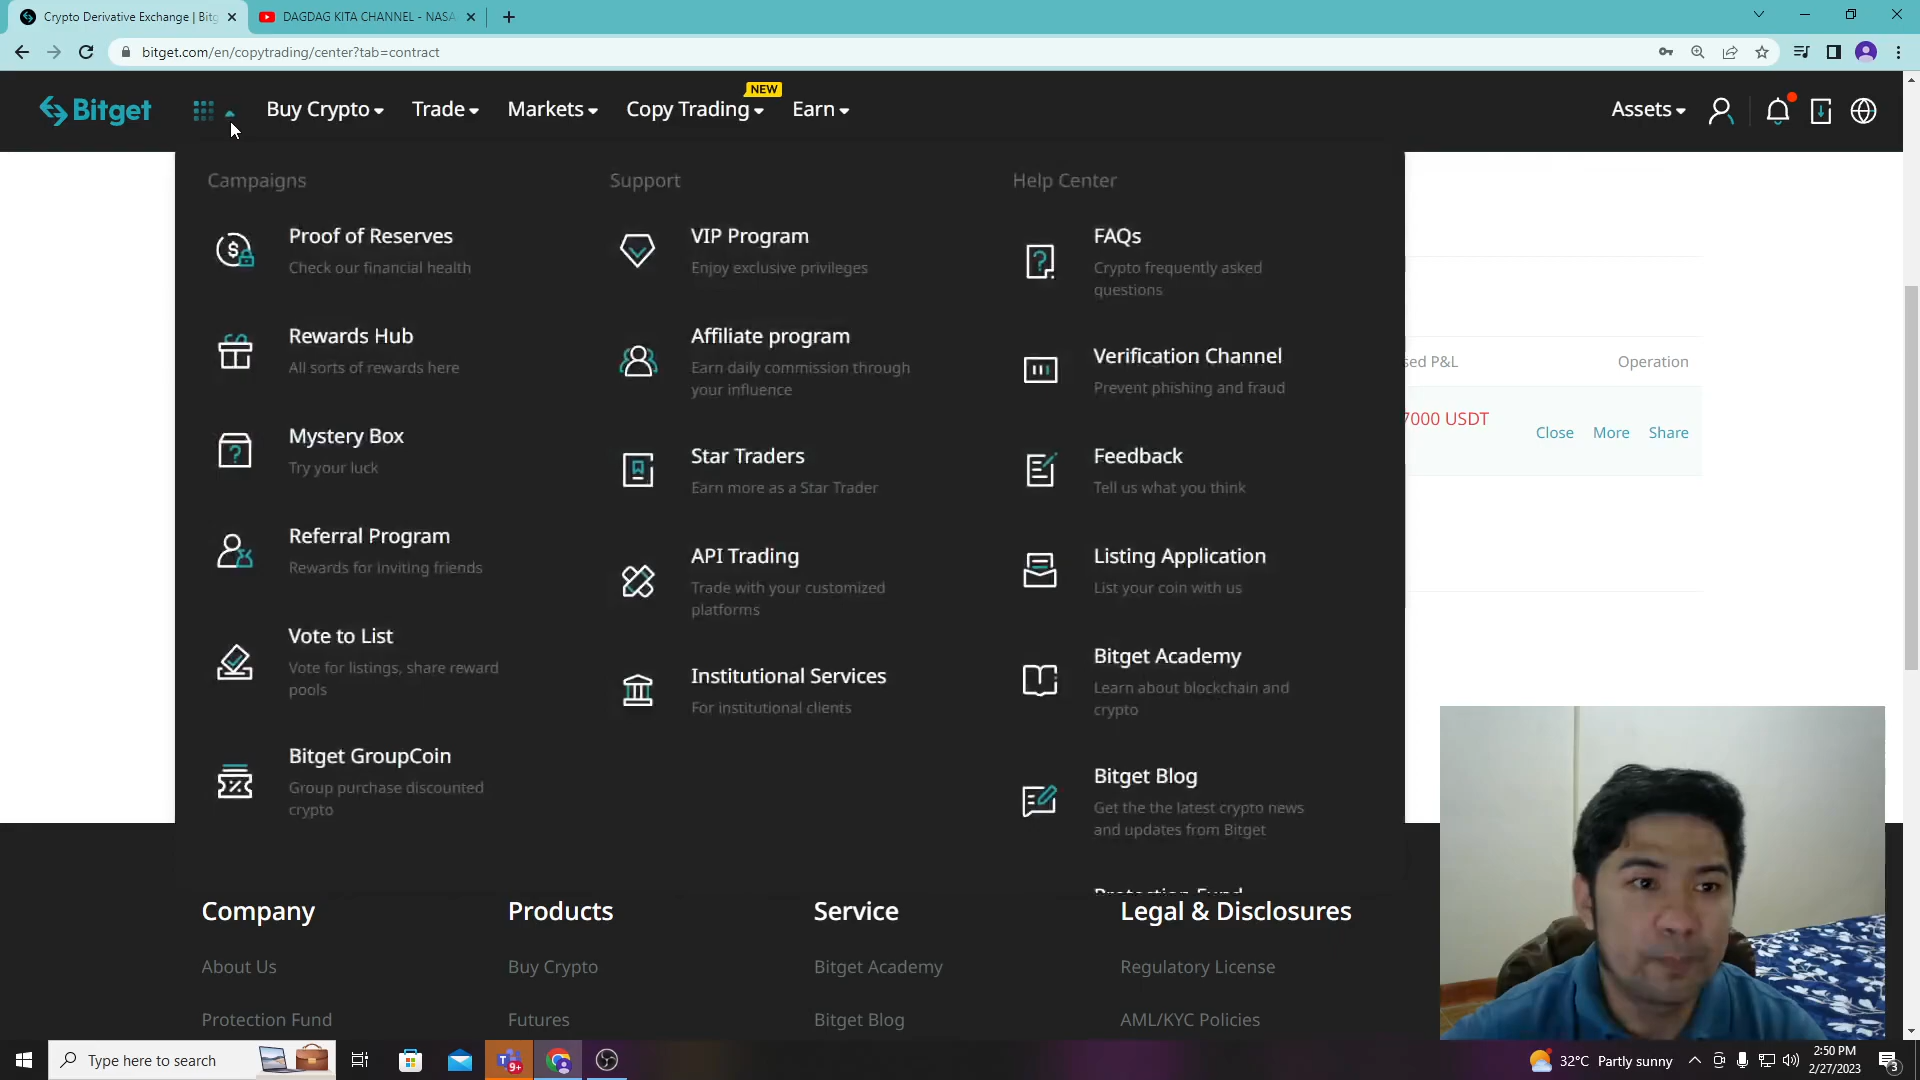 Crypto Derivative Exchange | Bitg
DAGDAG KITA CHANNEL - NASA
bitget.com/en/copytrading/center?tab=contract
Bitget
Buy Crypto
Trade
Markets
Copy Trading
NEW
Earn
Assets
Campaigns
Proof of Reserves
Check our financial health
Rewards Hub
All sorts of rewards here
Mystery Box
Try your luck
Referral Program
Rewards for inviting friends
Vote to List
Vote for listings, share reward
pools
Bitget GroupCoin
Group purchase discounted
crypto
Support
VIP Program
Enjoy exclusive privileges
Affiliate program
Earn daily commission through
your influence
Star Traders
Earn more as a Star Trader
API Trading
Trade with your customized
platforms
Institutional Services
For institutional clients
Help Center
FAQs
Crypto frequently asked
questions
Verification Channel
Prevent phishing and fraud
Feedback
Tell us what you think
Listing Application
List your coin with us
Bitget Academy
Learn about blockchain and
crypto
Bitget Blog
Get the the latest crypto news
and updates from Bitget
Protection Fund
sed P&L
Operation
7000 USDT
Close
More
Share
Company
About Us
Protection Fund
Products
Buy Crypto
Futures
Service
Bitget Academy
Bitget Blog
Legal & Disclosures
Regulatory License
AML/KYC Policies
Type here to search
9+
32°C Partly sunny
2:50 PM
2/27/2023
3